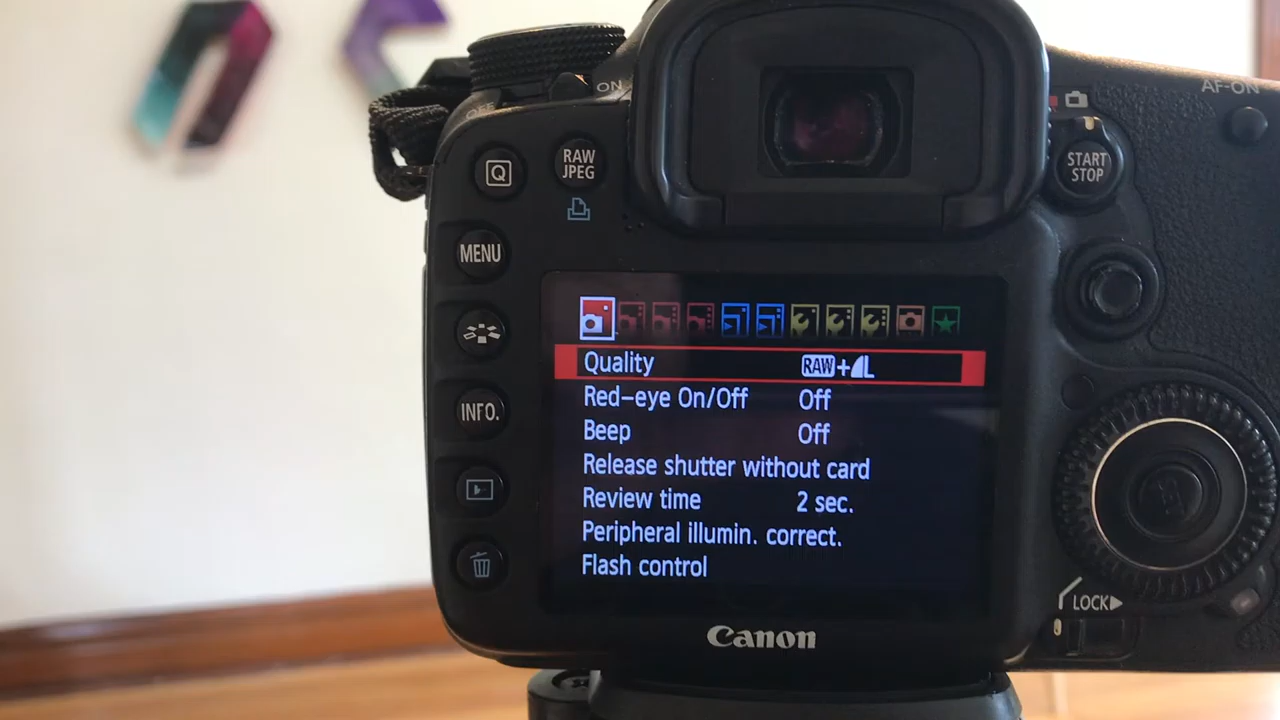 ON
OFF
AF-ON
Q
RAW
JPEG
START
STOP
MENU
INFO.
Quality RAW+L
Red-eye On/Off Off
Beep Off
Release shutter without card
Review time 2 sec.
Peripheral illumin. correct.
Flash control
LOCK
Canon